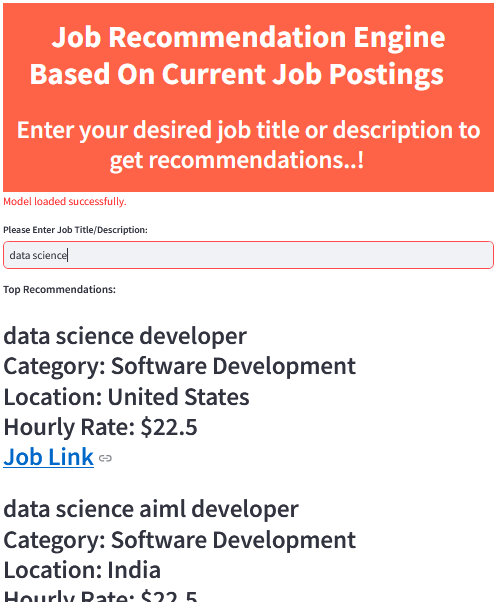 Job Recommendation Engine
Based On Current Job Postings
Enter your desired job title or description to
get recommendations..!
Model loaded successfully.
Please Enter Job Title/Description:
data science
Top Recommendations:
data science developer
Category: Software Development
Location: United States
Hourly Rate: $22.5
Job Link
data science aiml developer
Category: Software Development
Location: India
Hourly Rate: $22.5